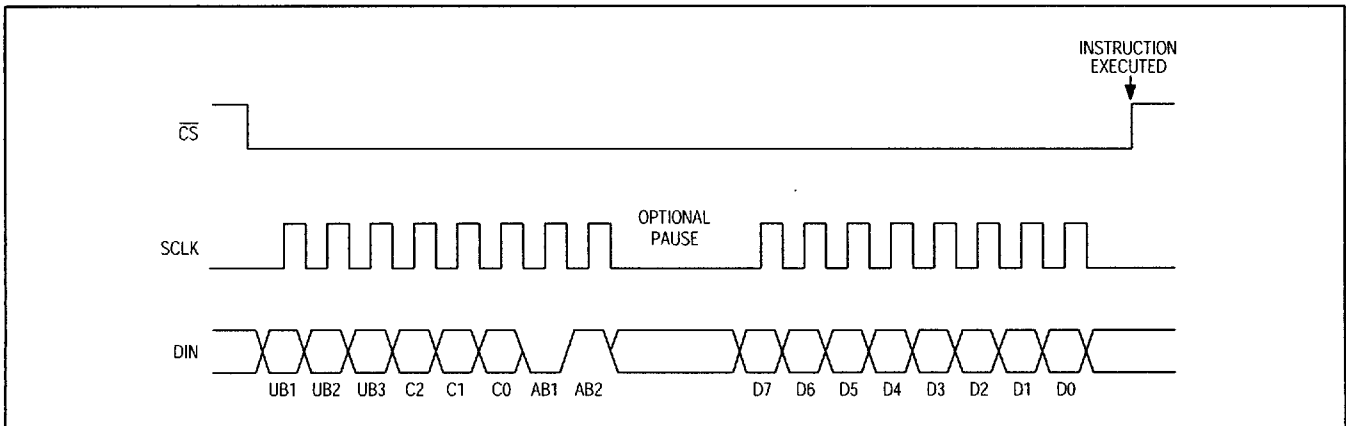 INSTRUCTION
EXECUTED
CS
SCLK
OPTIONAL
PAUSE
DIN
UB1 UB2 UB3 C2 C1 C0 AB1 AB2 D7 D6 D5 D4 D3 D2 D1 D0